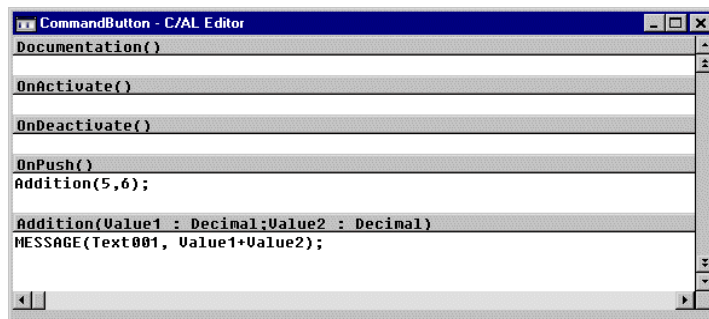 CommandButton - C/AL Editor
Documentation()
OnActivate()
OnDeactivate()
OnPush()
Addition(5,6);
Addition(Value1 : Decimal;Value2 : Decimal)
MESSAGE(Text001, Value1+Value2);